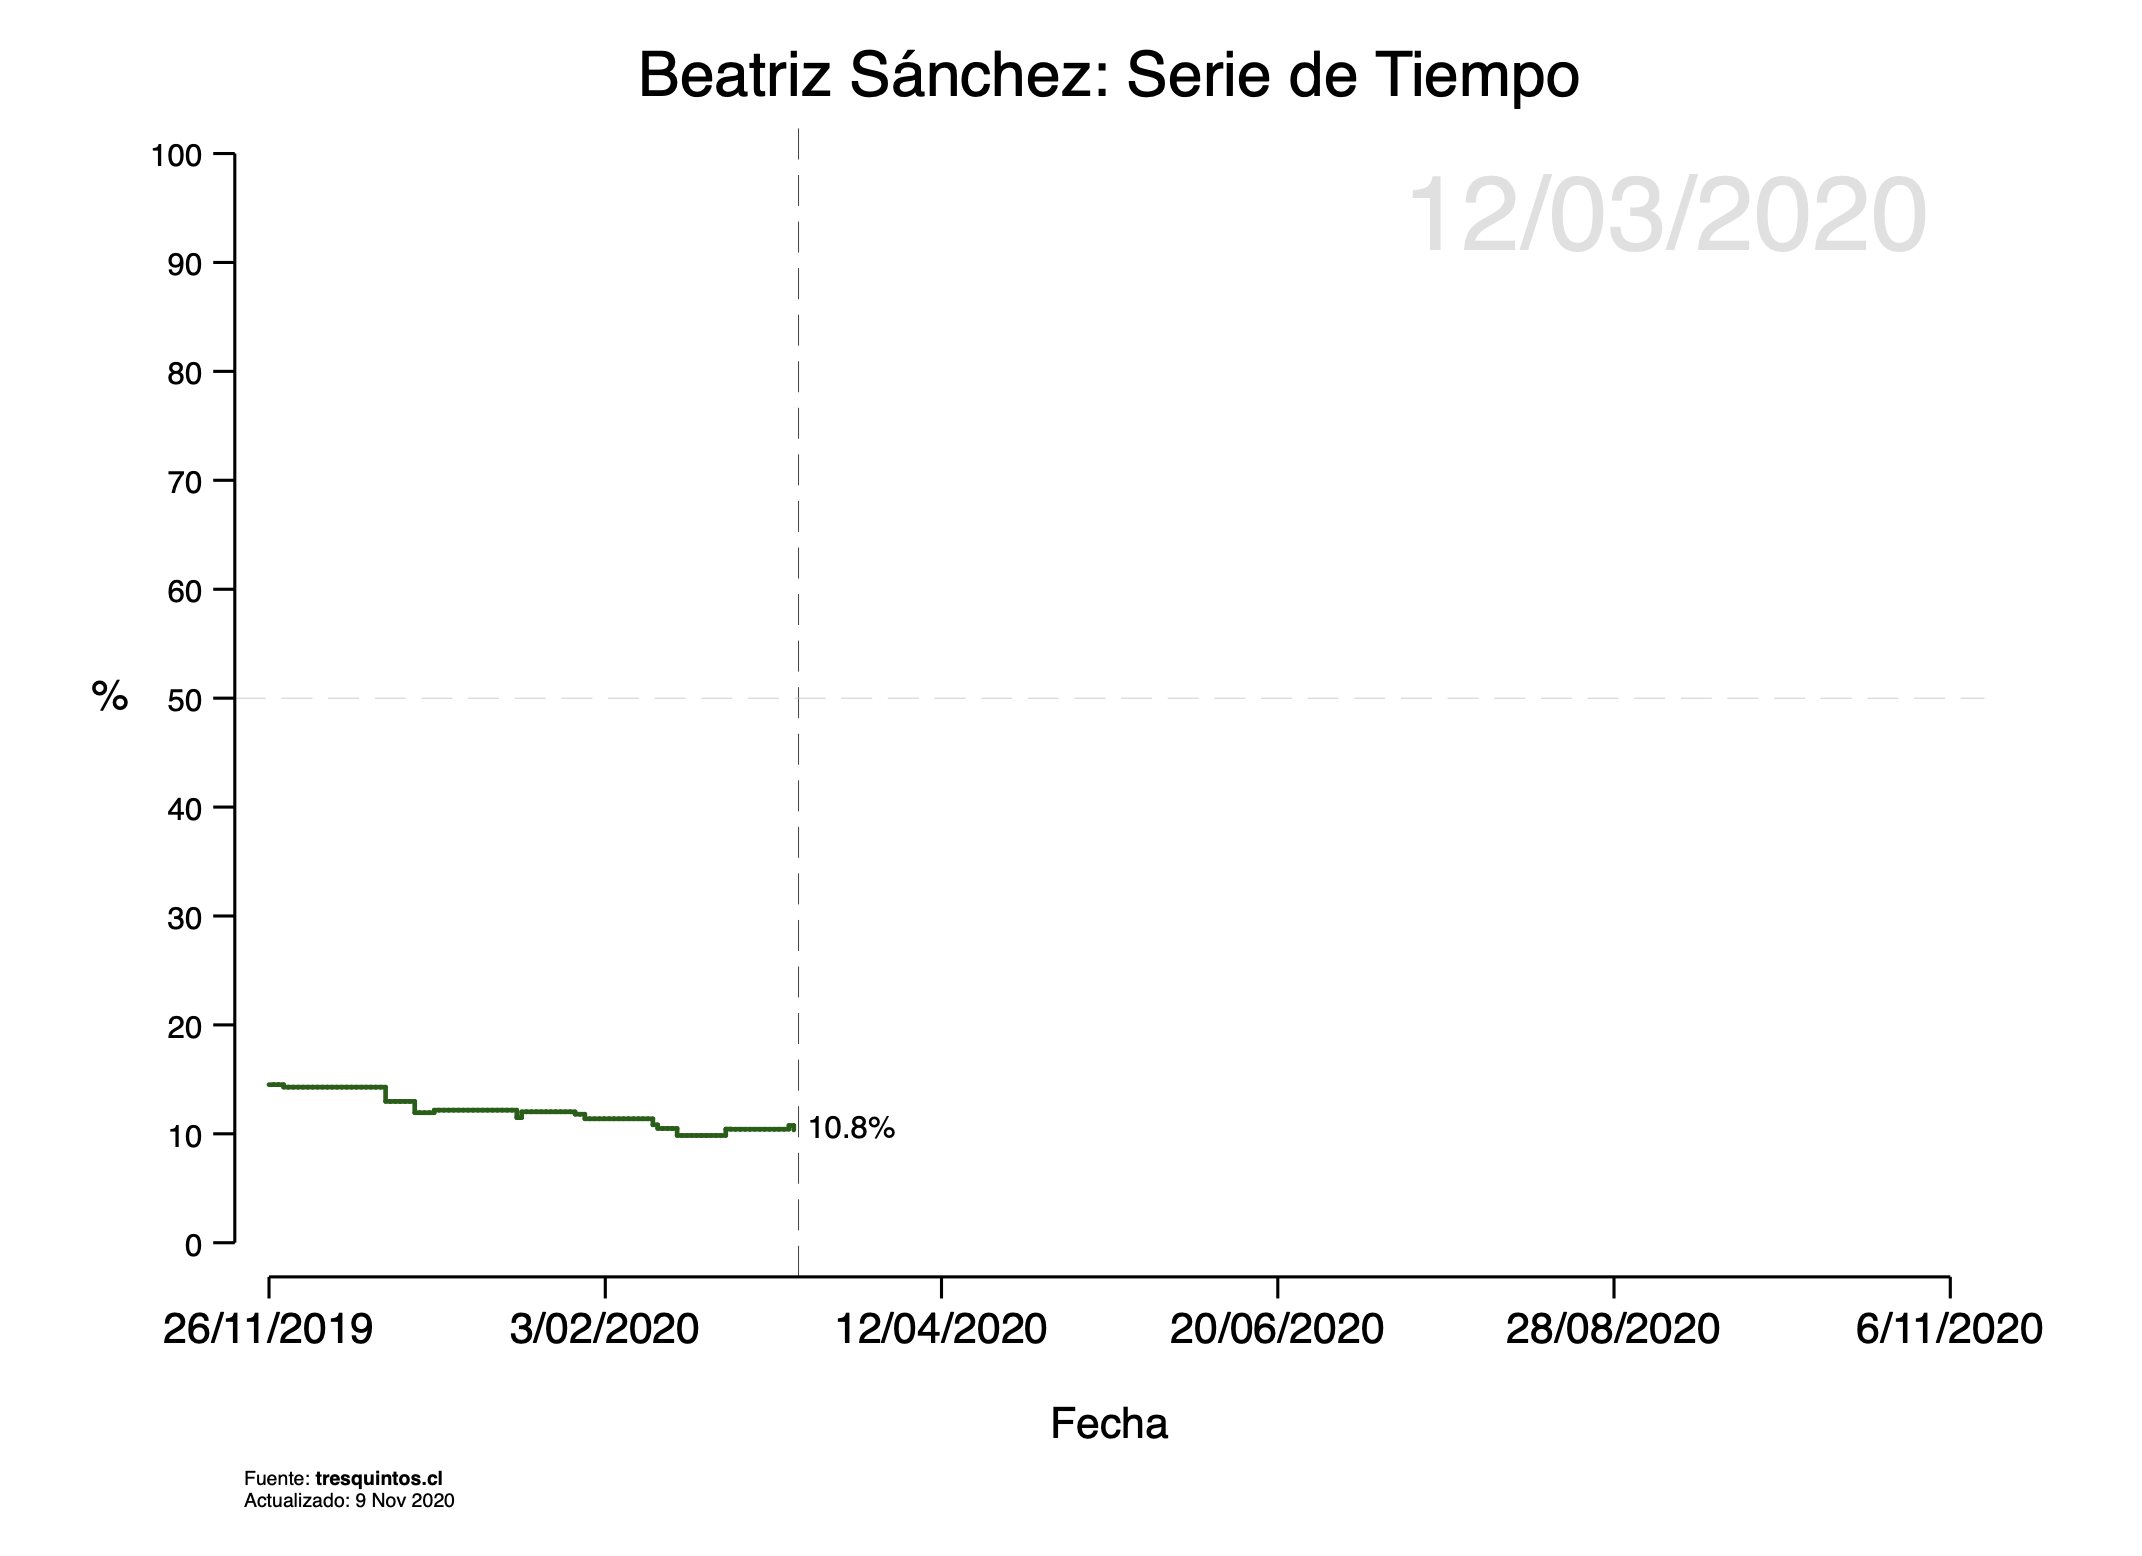 Beatriz Sánchez: Serie de Tiempo
12/03/2020
100
90
80
70
60
50
40
30
20
10
0
%
10.8%
26/11/2019 3/02/2020 12/04/2020 20/06/2020 28/08/2020 6/11/2020
Fecha
Fuente: tresquintos.cl
Actualizado: 9 Nov 2020